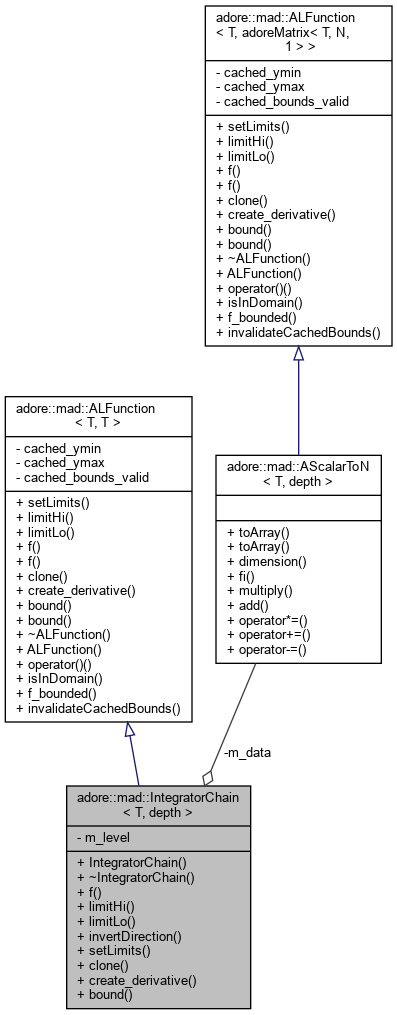 adore::mad::ALFunction
< T, adoreMatrix< T, N,
1 > >
- cached_ymin
- cached_ymax
- cached_bounds_valid
+ setLimits()
+ limitHi()
+ limitLo()
+ f()
+ f()
+ clone()
+ create_derivative()
+ bound()
+ bound()
+ ~ALFunction()
+ ALFunction()
+ operator()()
+ isInDomain()
+ f_bounded()
+ invalidateCachedBounds()
adore::mad::ALFunction
< T, T >
- cached_ymin
- cached_ymax
- cached_bounds_valid
+ setLimits()
+ limitHi()
+ limitLo()
+ f()
+ f()
+ clone()
+ create_derivative()
+ bound()
+ bound()
+ ~ALFunction()
+ ALFunction()
+ operator()()
+ isInDomain()
+ f_bounded()
+ invalidateCachedBounds()
adore::mad::AScalarToN
< T, depth >
+ toArray()
+ toArray()
+ dimension()
+ fi()
+ multiply()
+ add()
+ operator*=()
+ operator+=()
+ operator-=()
-m_data
adore::mad::IntegratorChain
< T, depth >
- m_level
+ IntegratorChain()
+ ~IntegratorChain()
+ f()
+ limitHi()
+ limitLo()
+ invertDirection()
+ setLimits()
+ clone()
+ create_derivative()
+ bound()